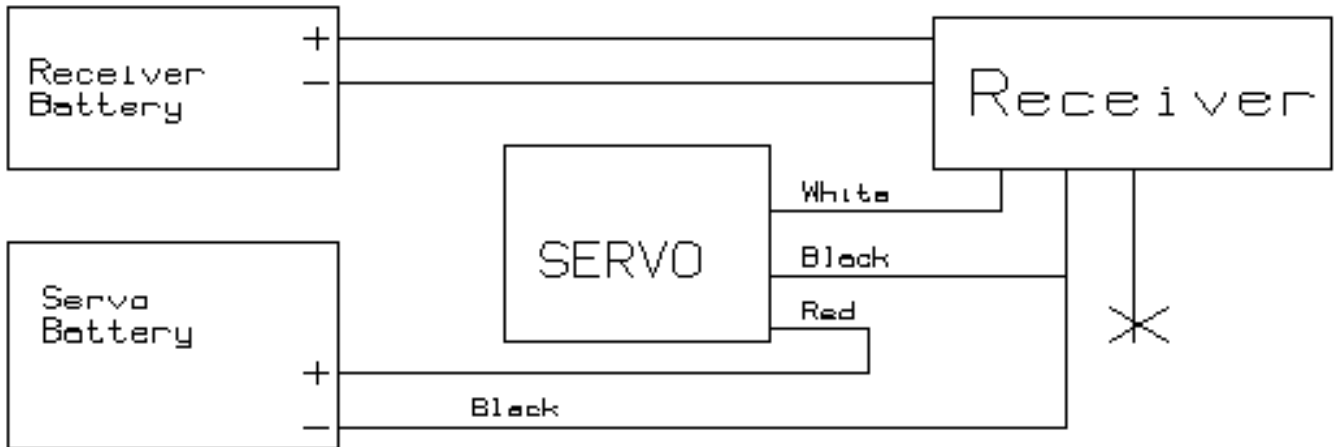 +
Receiver
Battery
−
Receiver
White
SERVO
Black
Red
Servo
Battery
+
Black
−